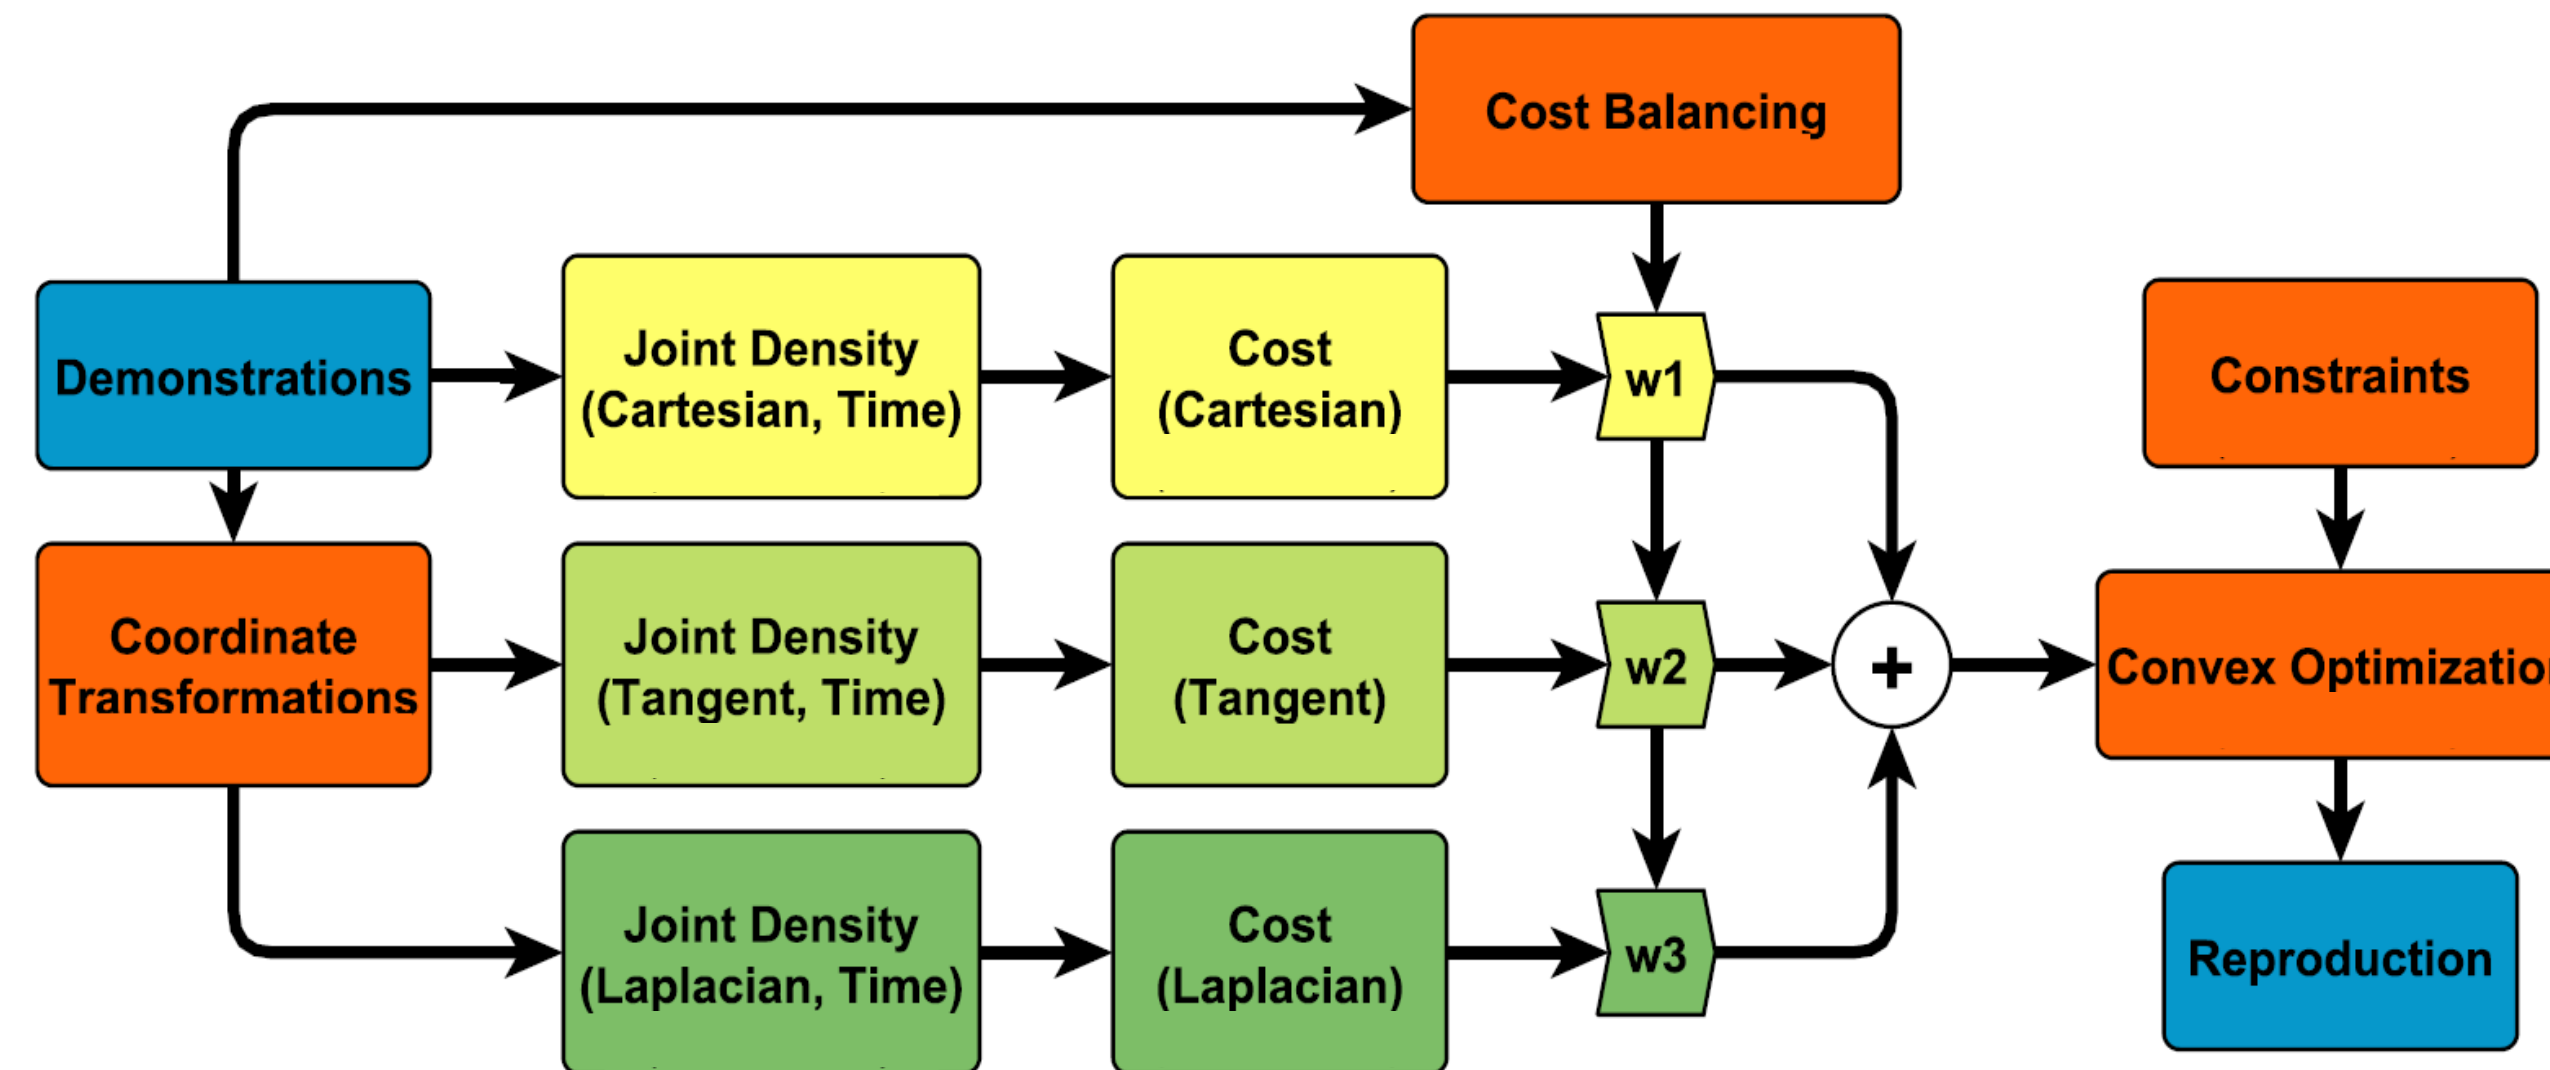 Cost Balancing
Demonstrations
Joint Density
(Cartesian, Time)
Cost
(Cartesian)
w1
Constraints
Coordinate
Transformations
Joint Density
(Tangent, Time)
Cost
(Tangent)
w2
+
Convex Optimization
Joint Density
(Laplacian, Time)
Cost
(Laplacian)
w3
Reproduction